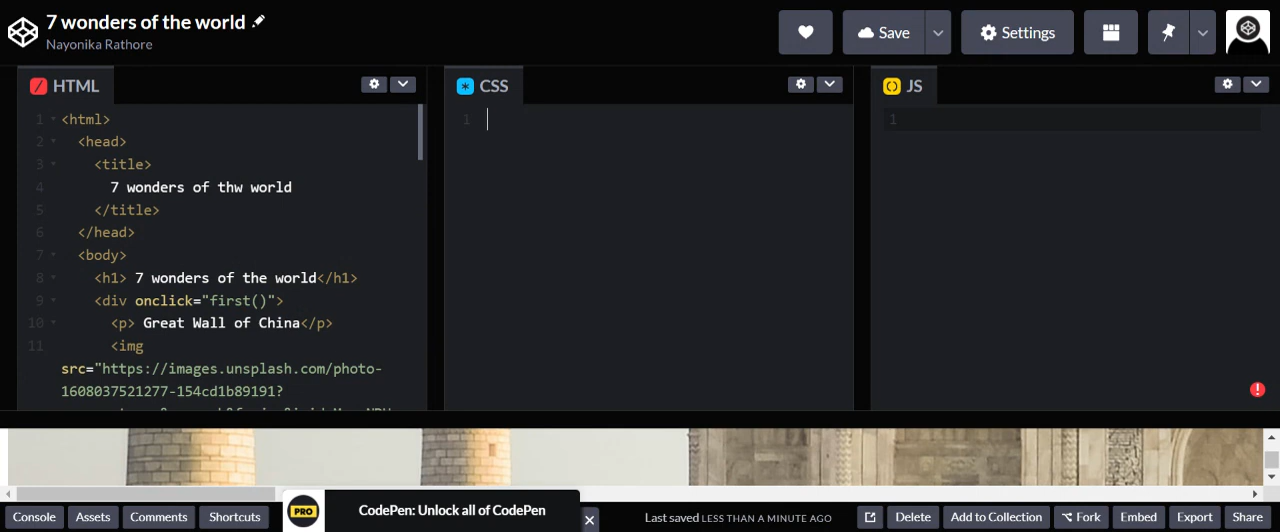 7 wonders of the world
Nayonika Rathore
Save
Settings
HTML
CSS
JS
1 <html>
2 <head>
3 <title>
4 7 wonders of thw world
5 </title>
6 </head>
7 <body>
8 <h1> 7 wonders of the world</h1>
9 <div onclick="first()">
10 <p> Great Wall of China</p>
11 <img
src="https://images.unsplash.com/photo-
1608037521277-154cd1b89191?
1
1
Console
Assets
Comments
Shortcuts
PRO
CodePen: Unlock all of CodePen
Last saved LESS THAN A MINUTE AGO
Delete
Add to Collection
Fork
Embed
Export
Share